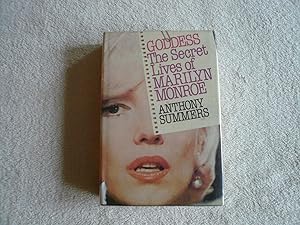 GODDESS
The Secret
Lives of
MARILYN
MONROE
ANTHONY
SUMMERS